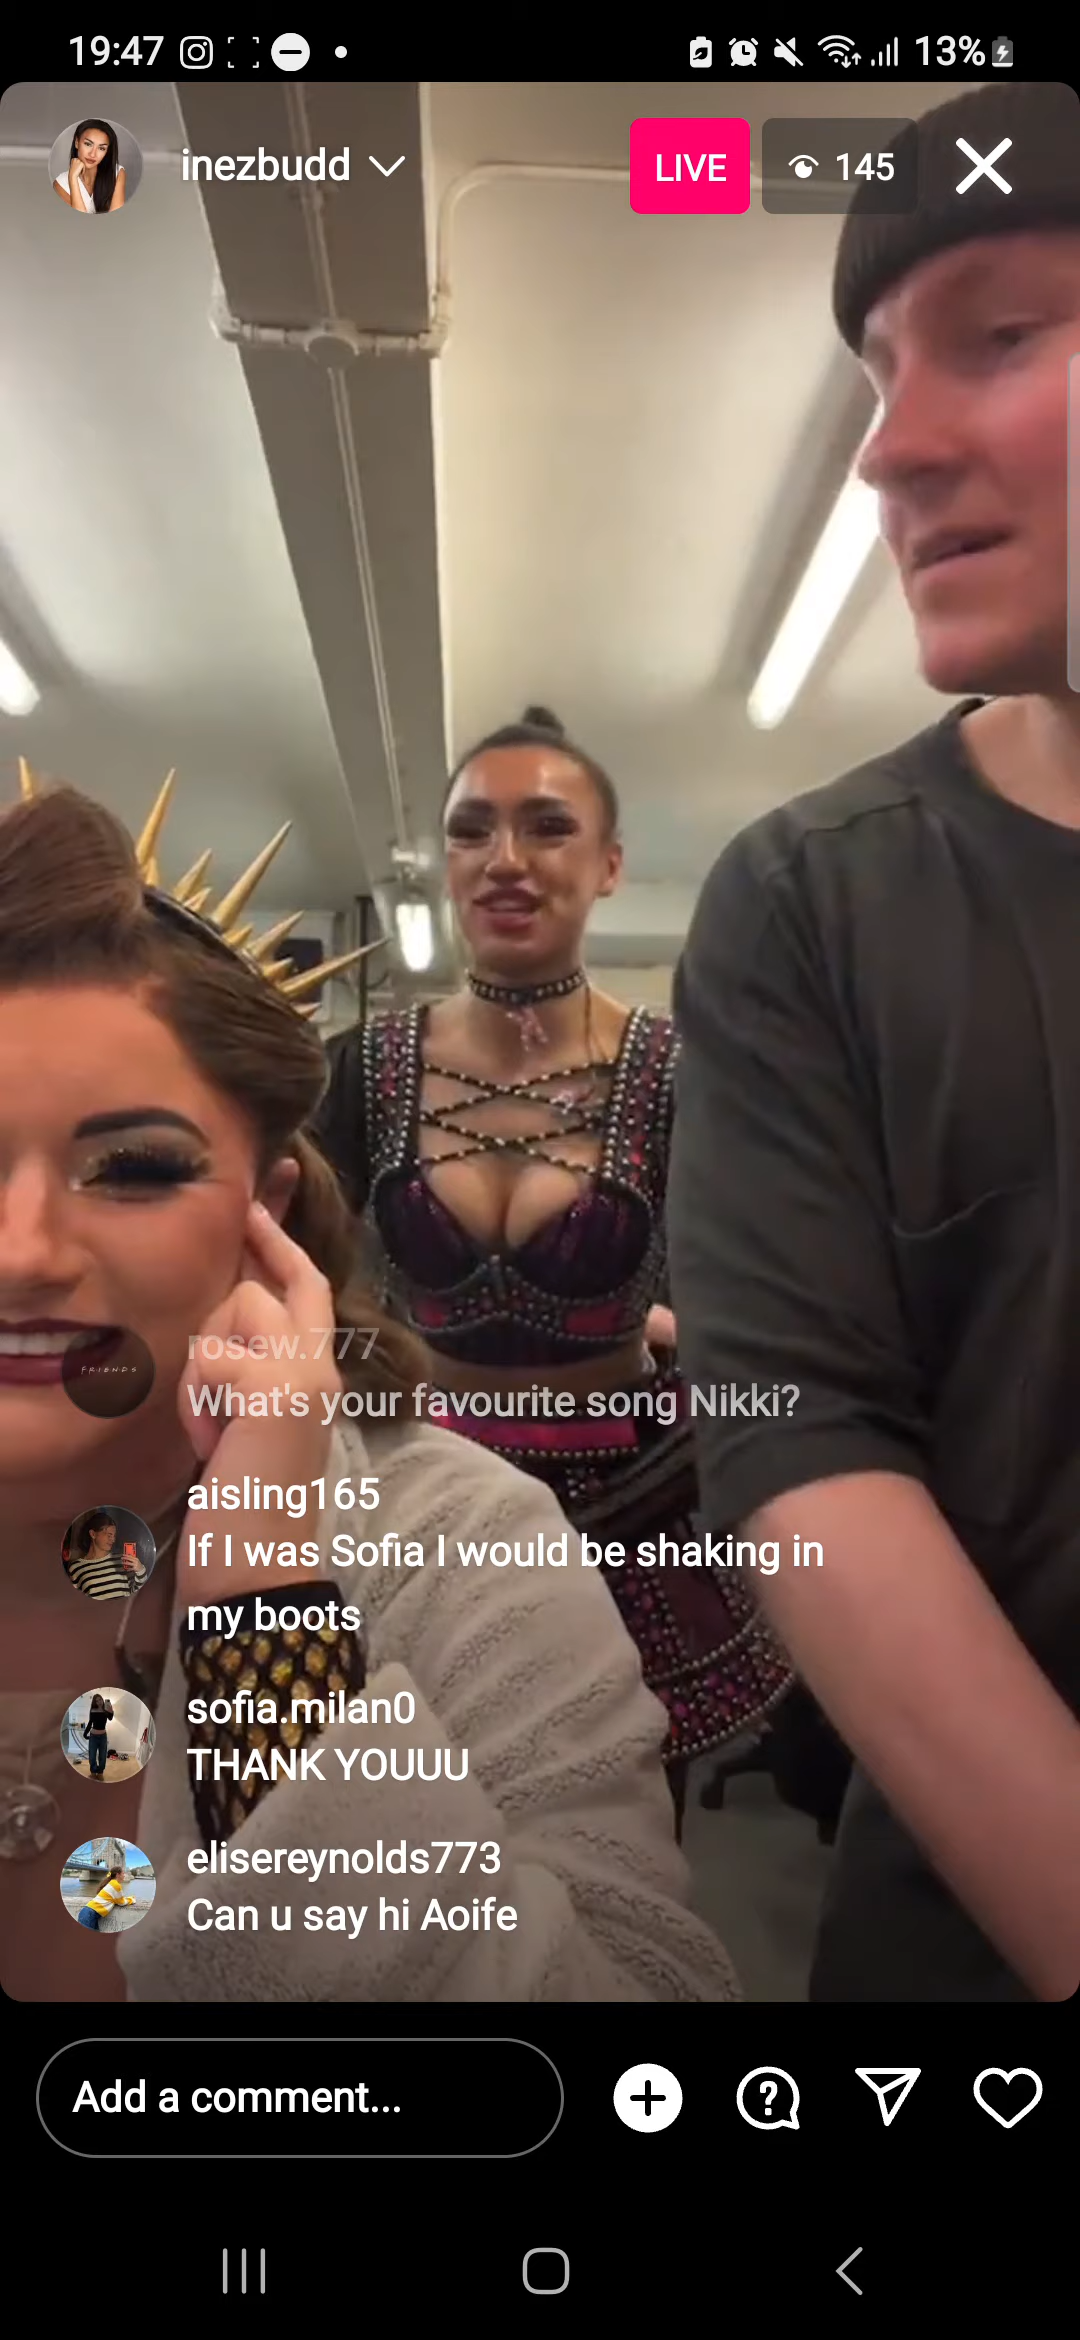 19:47
13%
inezbudd
LIVE
145
rosew.777
FRIENDS
What's your favourite song Nikki?
aisling165
If I was Sofia I would be shaking in
my boots
sofia.milan0
THANK YOUUU
elisereynolds773
Can u say hi Aoife
Add a comment...